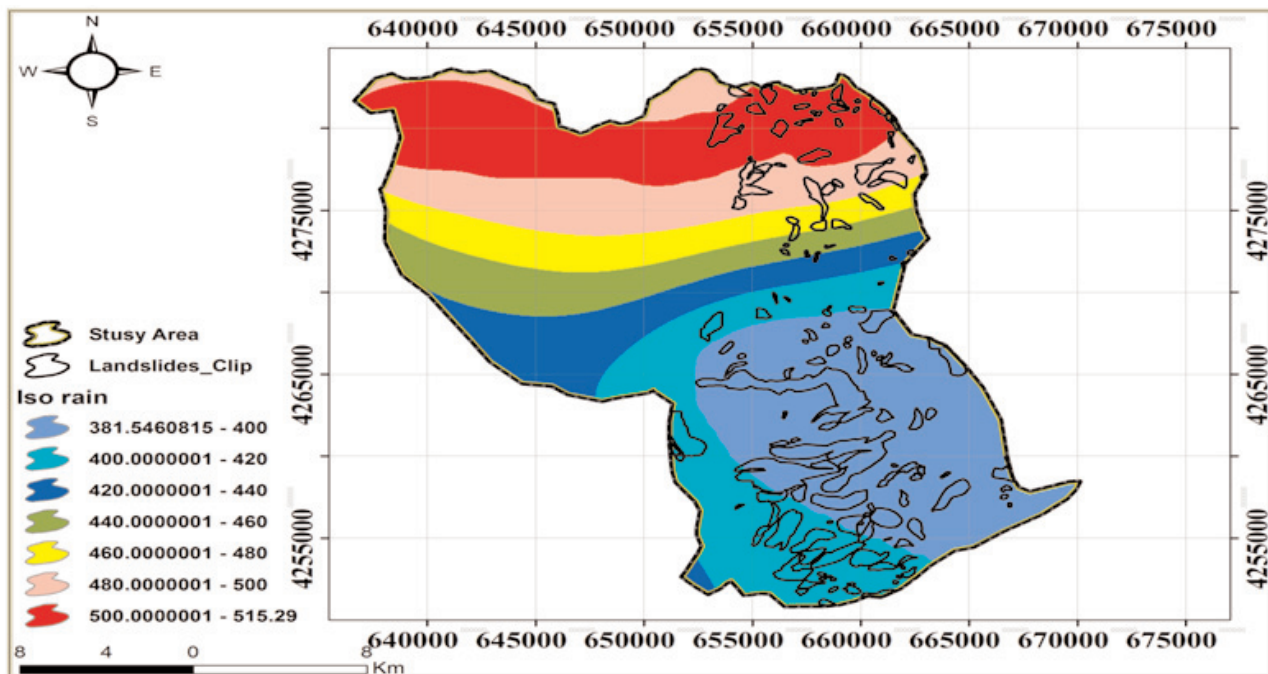 640000 645000 650000 655000 660000 665000 670000 675000
N
W E
S
4275000 4275000
4265000 4265000
4255000 4255000
Stusy Area
Landslides_Clip
Iso rain
381.5460815 - 400
400.0000001 - 420
420.0000001 - 440
440.0000001 - 460
460.0000001 - 480
480.0000001 - 500
500.0000001 - 515.29
640000 645000 650000 655000 660000 665000 670000 675000
8 4 0 8
Km